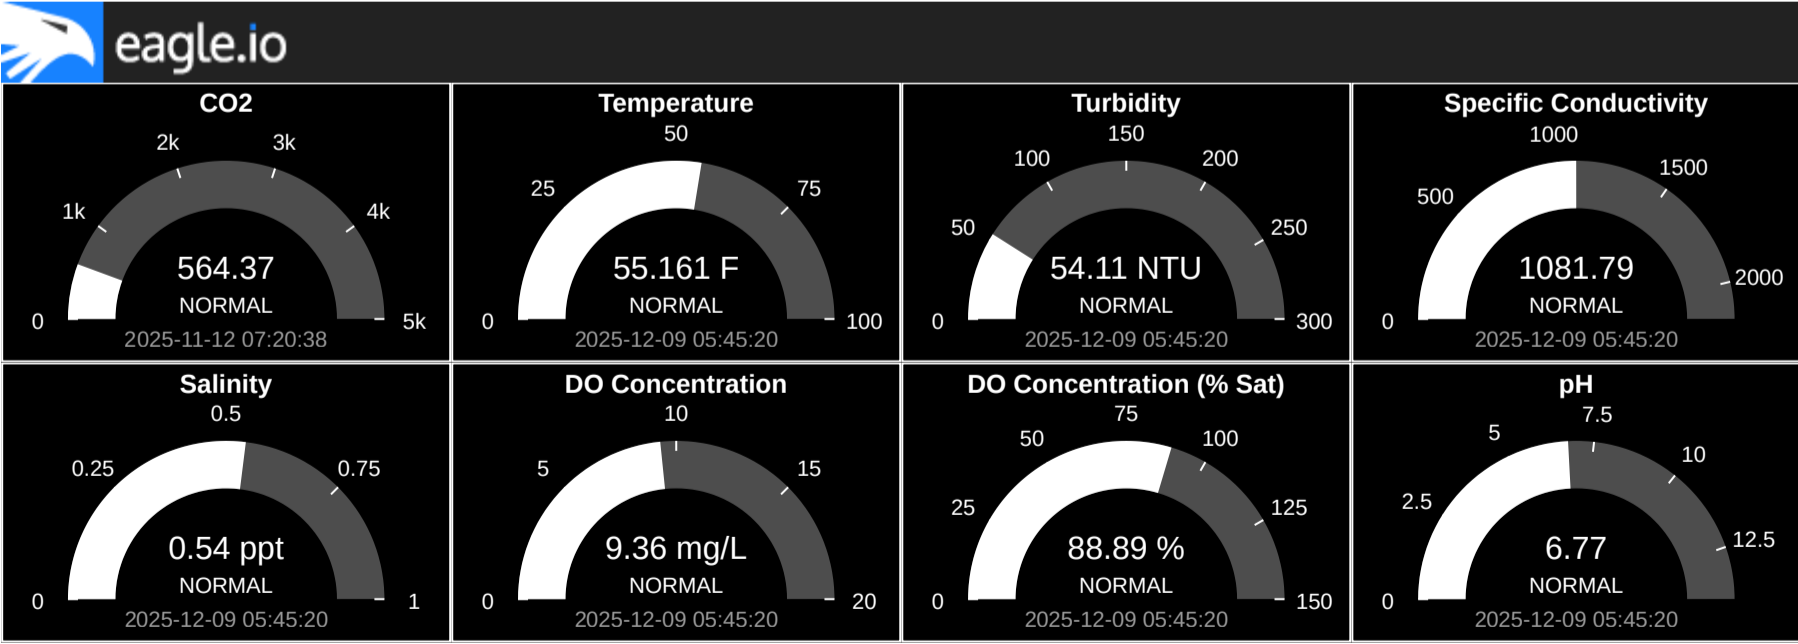 eagle.io
CO2
2k
3k
1k
4k
564.37
NORMAL
0
5k
2025-11-12 07:20:38
Temperature
50
25
75
55.161 F
NORMAL
0
100
2025-12-09 05:45:20
Turbidity
150
100
200
50
250
54.11 NTU
NORMAL
0
300
2025-12-09 05:45:20
Specific Conductivity
1000
1500
500
2000
1081.79
NORMAL
0
2025-12-09 05:45:20
Salinity
0.5
0.25
0.75
0.54 ppt
NORMAL
0
1
2025-12-09 05:45:20
DO Concentration
10
5
15
9.36 mg/L
NORMAL
0
20
2025-12-09 05:45:20
DO Concentration (% Sat)
75
50
100
25
125
88.89 %
NORMAL
0
150
2025-12-09 05:45:20
pH
7.5
5
10
2.5
12.5
6.77
NORMAL
0
2025-12-09 05:45:20